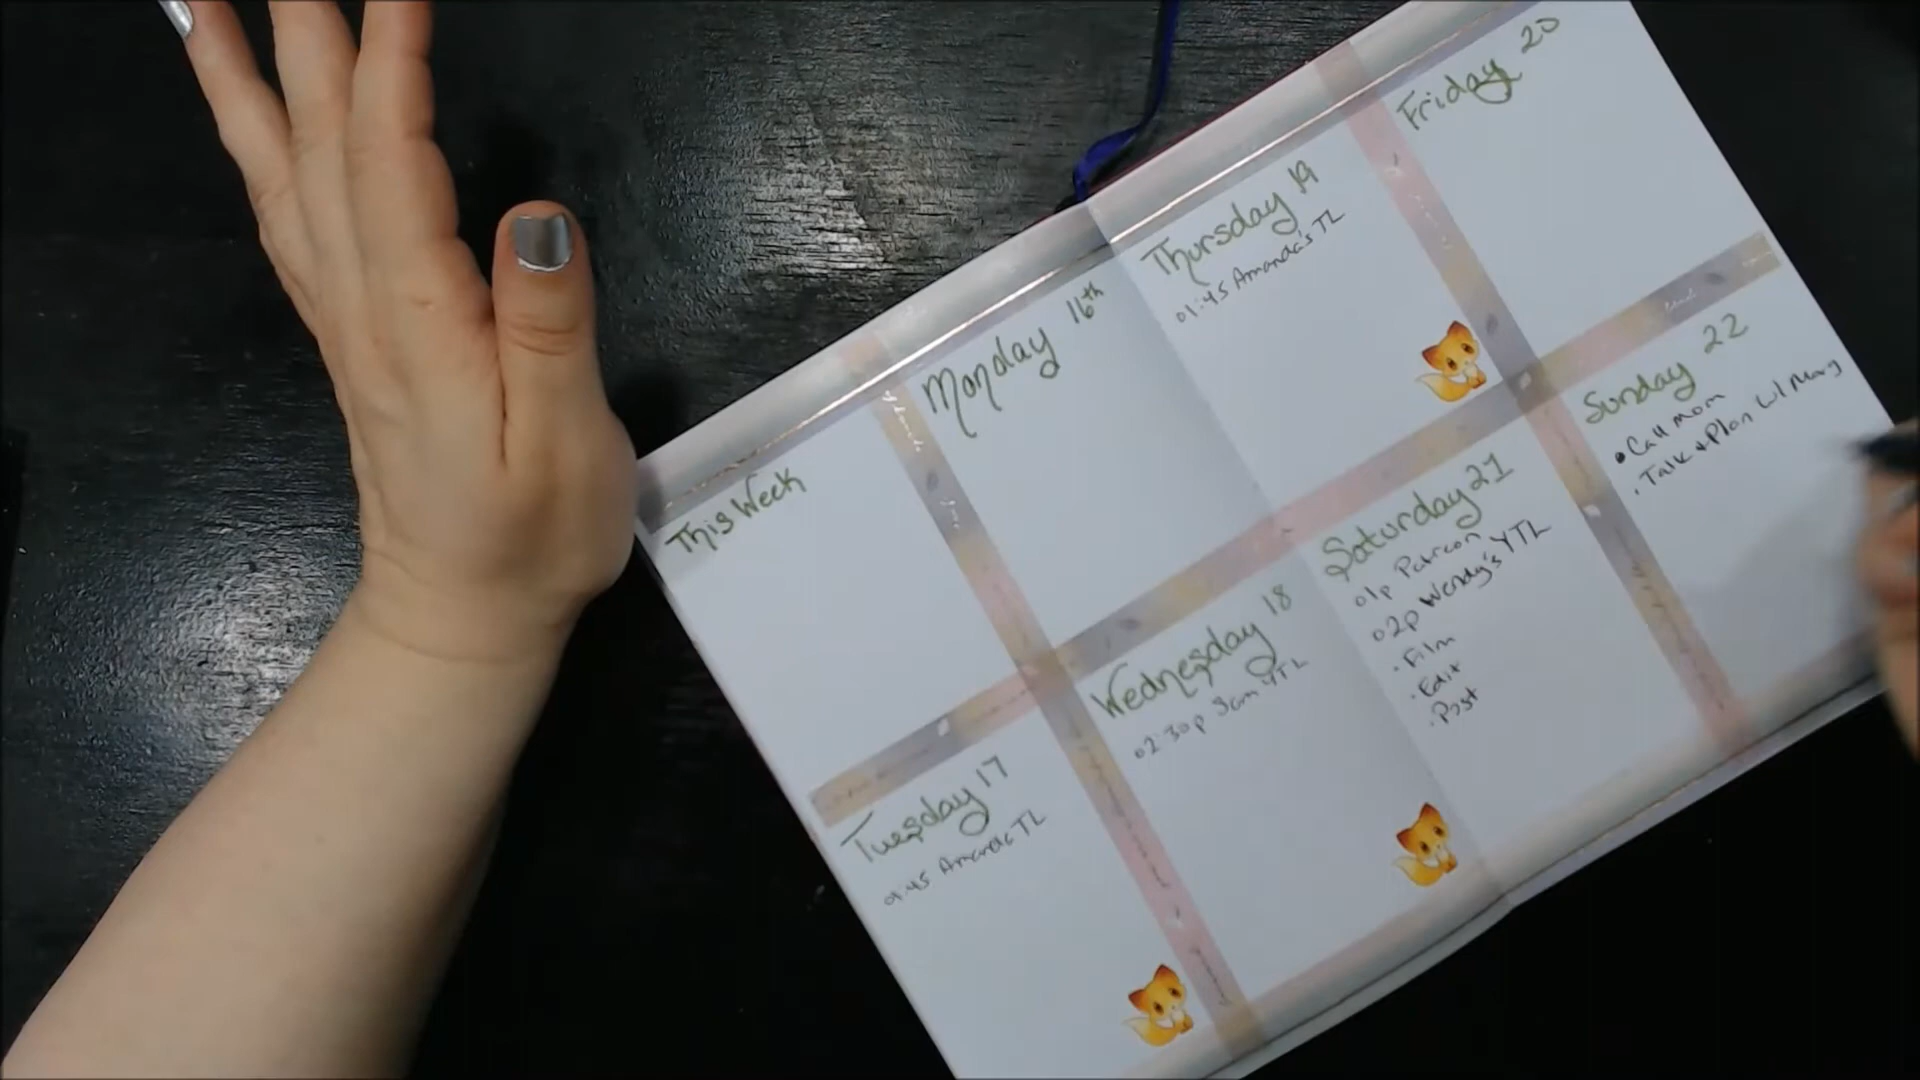 This Week
Monday 16th
Tuesday 17
01:45 Amanda TL
Wednesday 18
02:30p Jam YTL
Thursday 19
01:45 Amanda's TL
Friday 20
Saturday 21
01p Patreon
02p Wendy's YTL
· Film
· Edit
· Post
Sunday 22
• Call mom
· Talk + Plan w/ Mary